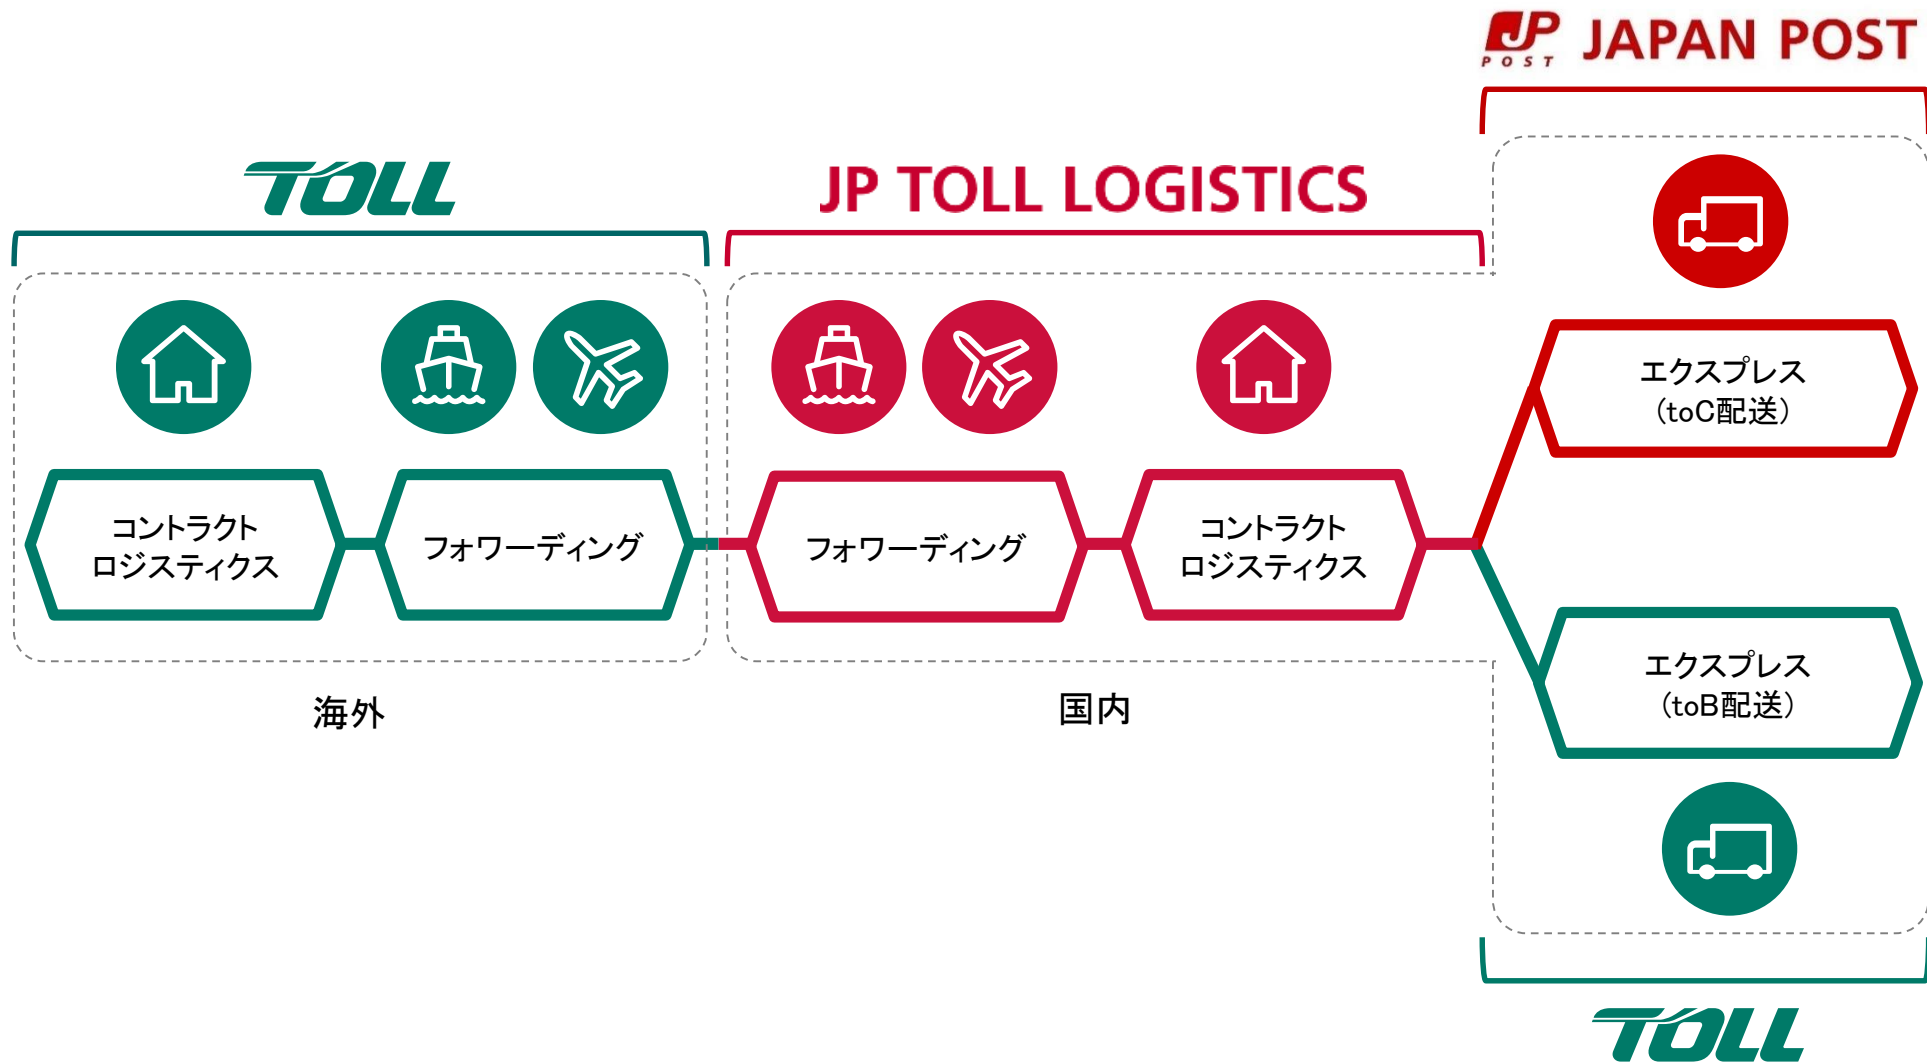 JP POST JAPAN POST
TOLL
JP TOLL LOGISTICS
コントラクト
ロジスティクス
フォワーディング
フォワーディング
コントラクト
ロジスティクス
エクスプレス
(toC配送)
エクスプレス
(toB配送)
海外
国内
TOLL